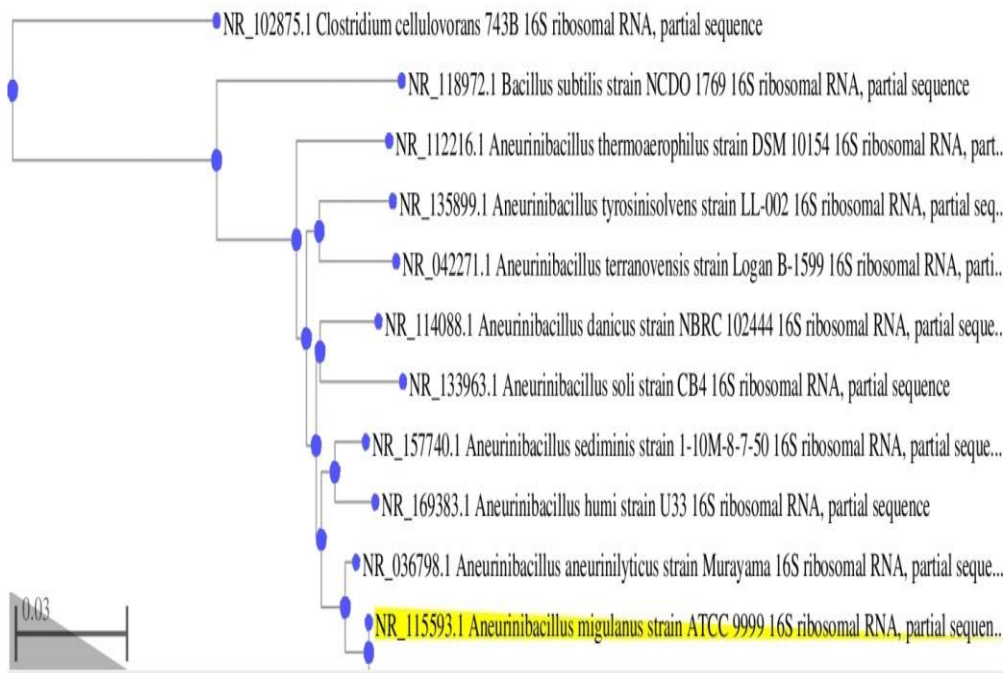 NR_102875.1 Clostridium cellulovorans 743B 16S ribosomal RNA, partial sequence
NR_118972.1 Bacillus subtilis strain NCDO 1769 16S ribosomal RNA, partial sequence
NR_112216.1 Aneurinibacillus thermoaerophilus strain DSM 10154 16S ribosomal RNA, part...
NR_135899.1 Aneurinibacillus tyrosinisolvens strain LL-002 16S ribosomal RNA, partial seq...
NR_042271.1 Aneurinibacillus terranovensis strain Logan B-1599 16S ribosomal RNA, parti...
NR_114088.1 Aneurinibacillus danicus strain NBRC 102444 16S ribosomal RNA, partial seque...
NR_133963.1 Aneurinibacillus soli strain CB4 16S ribosomal RNA, partial sequence
NR_157740.1 Aneurinibacillus sediminis strain 1-10M-8-7-50 16S ribosomal RNA, partial seque...
NR_169383.1 Aneurinibacillus humi strain U33 16S ribosomal RNA, partial sequence
NR_036798.1 Aneurinibacillus aneurinilyticus strain Murayama 16S ribosomal RNA, partial seque...
0.03
NR_115593.1 Aneurinibacillus migulanus strain ATCC 9999 16S ribosomal RNA, partial sequen...